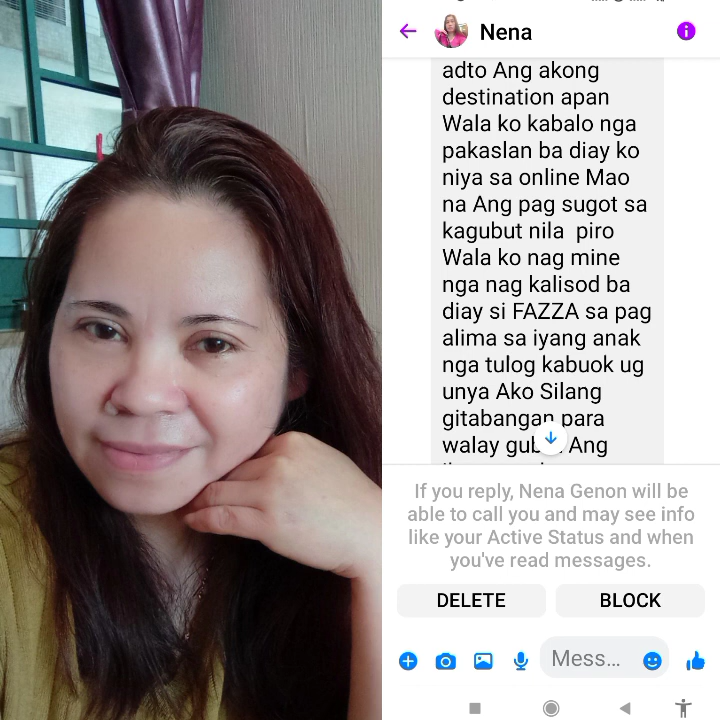 Nena
adto Ang akong
destination apan
Wala ko kabalo nga
pakaslan ba diay ko
niya sa online Mao
na Ang pag sugot sa
kagubut nila piro
Wala ko nag mine
nga nag kalisod ba
diay si FAZZA sa pag
alima sa iyang anak
nga tulog kabuok ug
unya Ako Silang
gitabangan para
walay Ang
If you reply, Nena Genon will be
able to call you and may see info
like your Active Status and when
you've read messages.
DELETE
BLOCK
Mess...